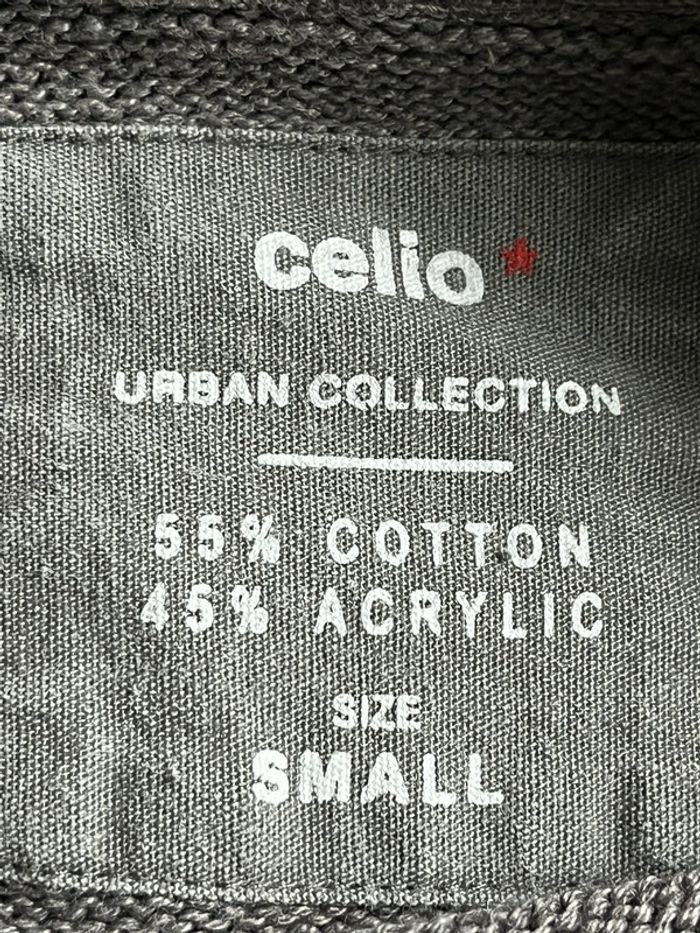 celio*
URBAN COLLECTION
55% COTTON
45% ACRYLIC
SIZE
SMALL